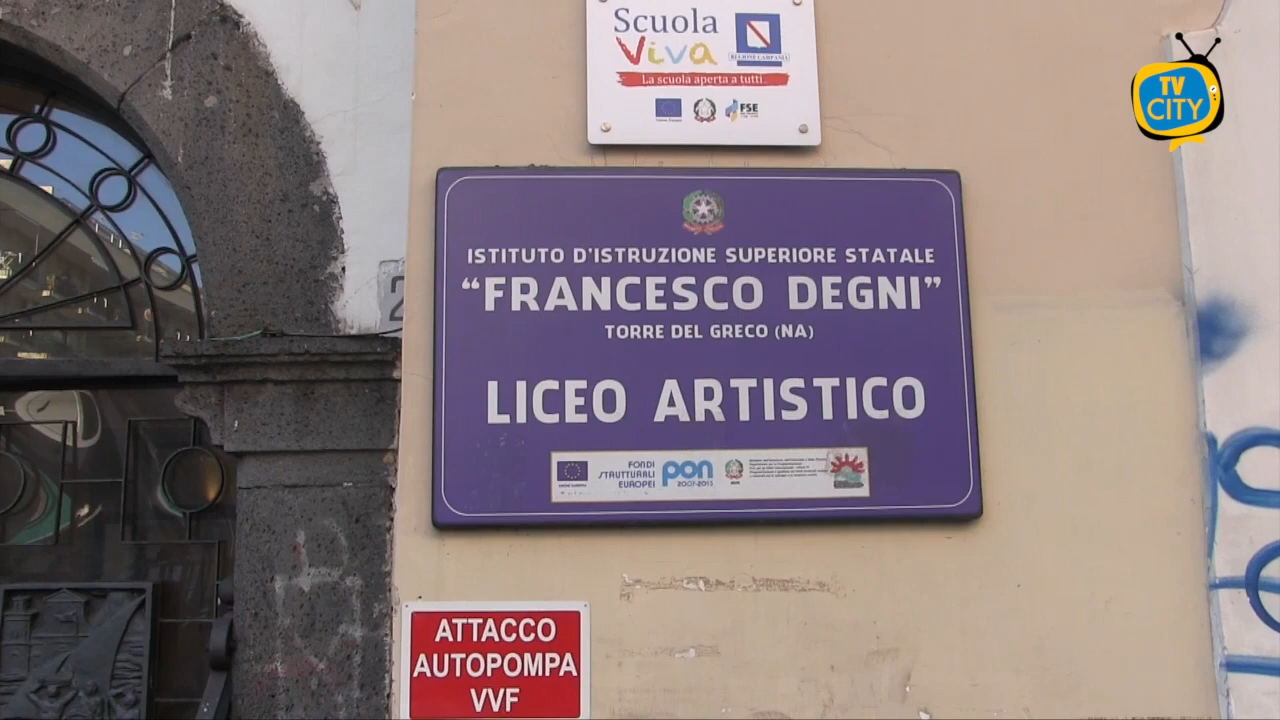 Scuola
Viva
REGIONE CAMPANIA
La scuola aperta a tutti
FSE
TV
CITY
2
ISTITUTO D'ISTRUZIONE SUPERIORE STATALE
“FRANCESCO DEGNI”
TORRE DEL GRECO (NA)
LICEO ARTISTICO
FONDI
STRUTTURALI
EUROPEI
pon
2007-2013
ATTACCO
AUTOPOMPA
VVF